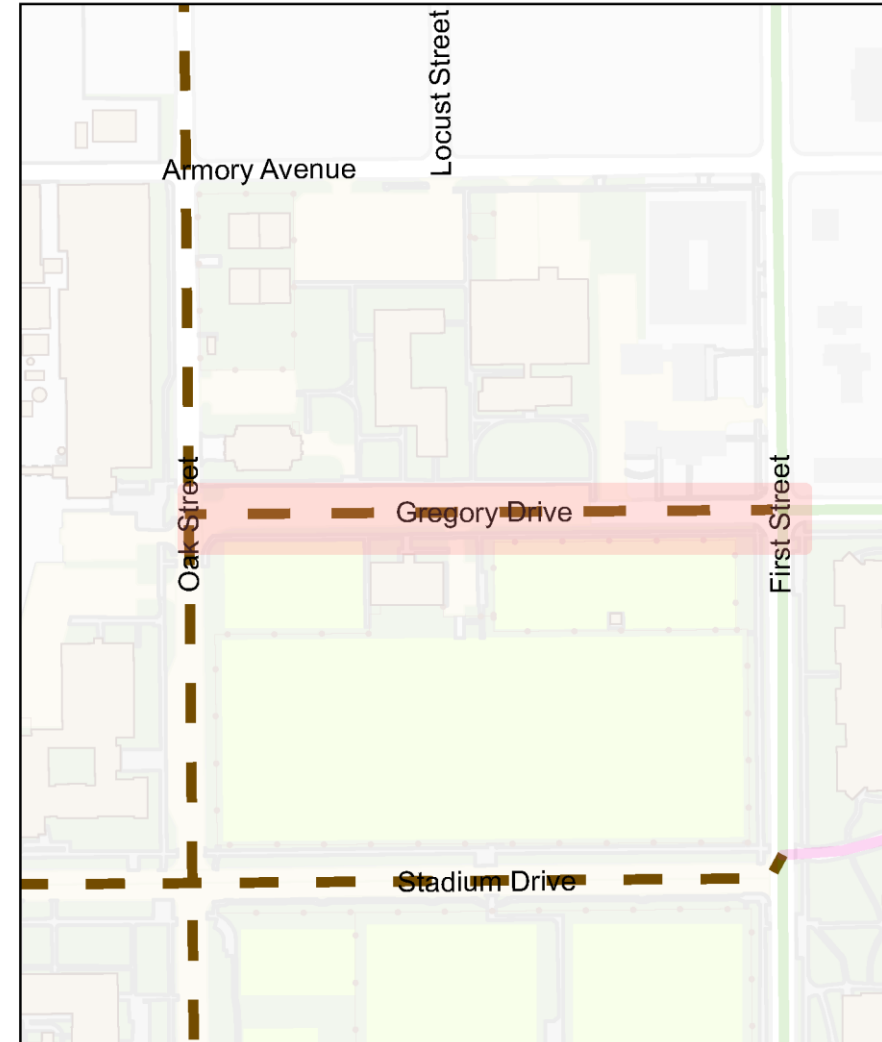 Locust Street
Armory Avenue
Oak Street
Gregory Drive
First Street
Stadium Drive